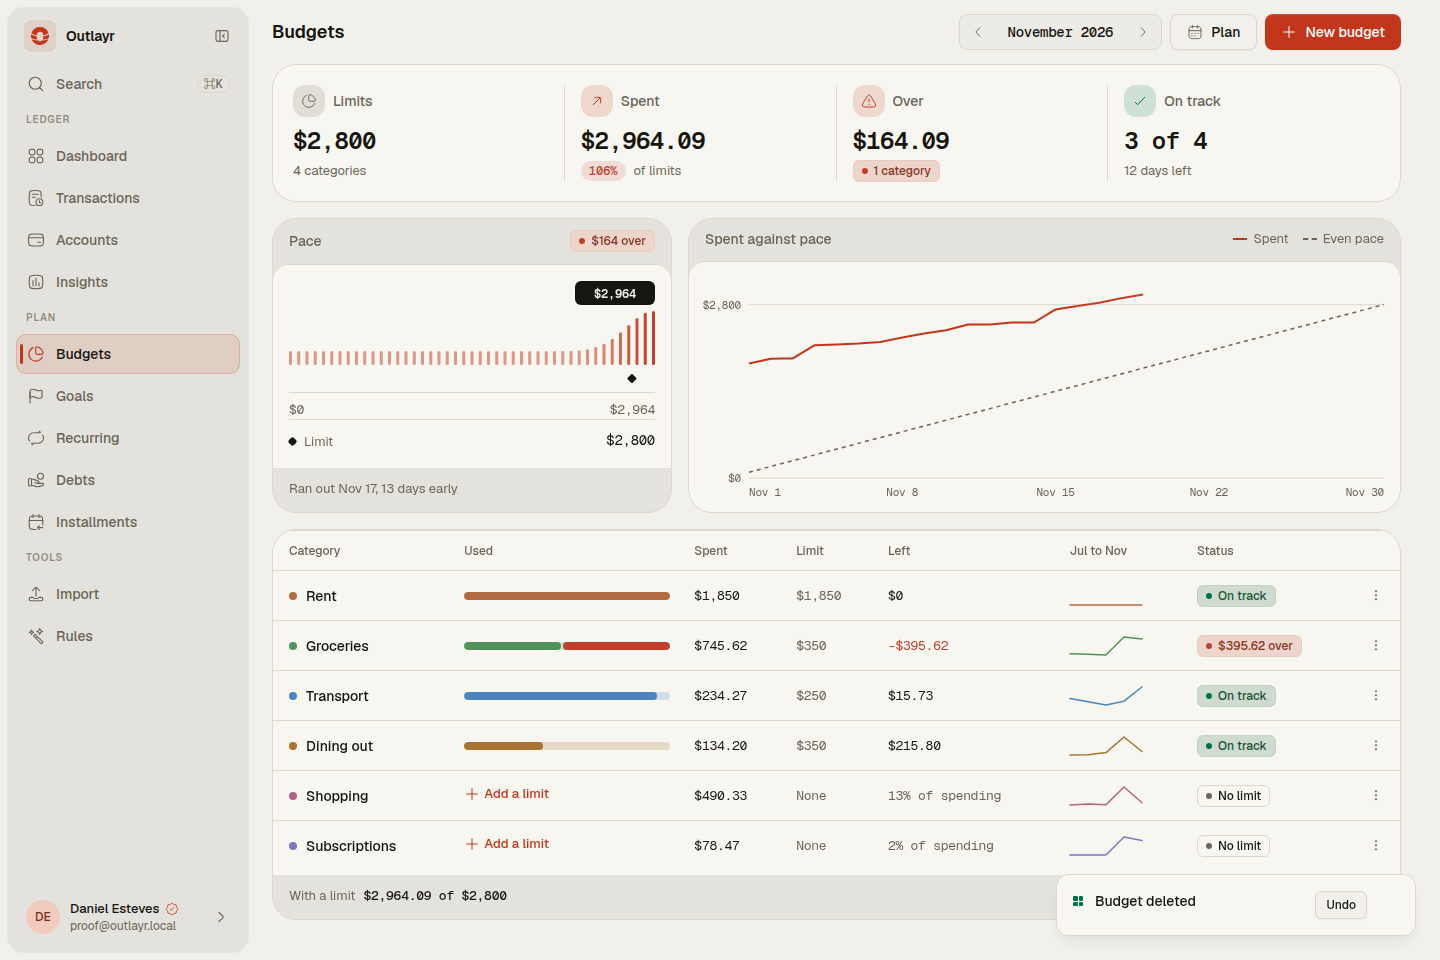 Outlayr
Search ⌘K
LEDGER
Dashboard
Transactions
Accounts
Insights
PLAN
Budgets
Goals
Recurring
Debts
Installments
TOOLS
Import
Rules
DE
Daniel Esteves
proof@outlayr.local
Budgets
November 2026
Plan
New budget
Limits
$2,800
4 categories
Spent
$2,964.09
106% of limits
Over
$164.09
1 category
On track
3 of 4
12 days left
Pace
$164 over
$2,964
$0 $2,964
Limit $2,800
Ran out Nov 17, 13 days early
Spent against pace
Spent Even pace
$2,800
$0
Nov 1 Nov 8 Nov 15 Nov 22 Nov 30
Category Used Spent Limit Left Jul to Nov Status
Rent $1,850 $1,850 $0 On track
Groceries $745.62 $350 -$395.62 $395.62 over
Transport $234.27 $250 $15.73 On track
Dining out $134.20 $350 $215.80 On track
Shopping Add a limit $490.33 None 13% of spending No limit
Subscriptions Add a limit $78.47 None 2% of spending No limit
With a limit $2,964.09 of $2,800
Budget deleted Undo